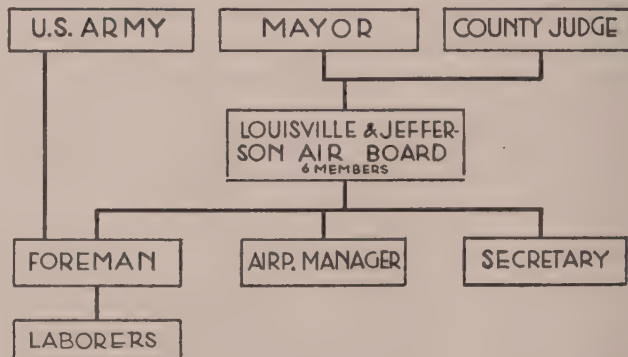 U.S. ARMY
MAYOR
COUNTY JUDGE
LOUISVILLE & JEFFER-
SON AIR BOARD
6 MEMBERS
FOREMAN
AIRP. MANAGER
SECRETARY
LABORERS